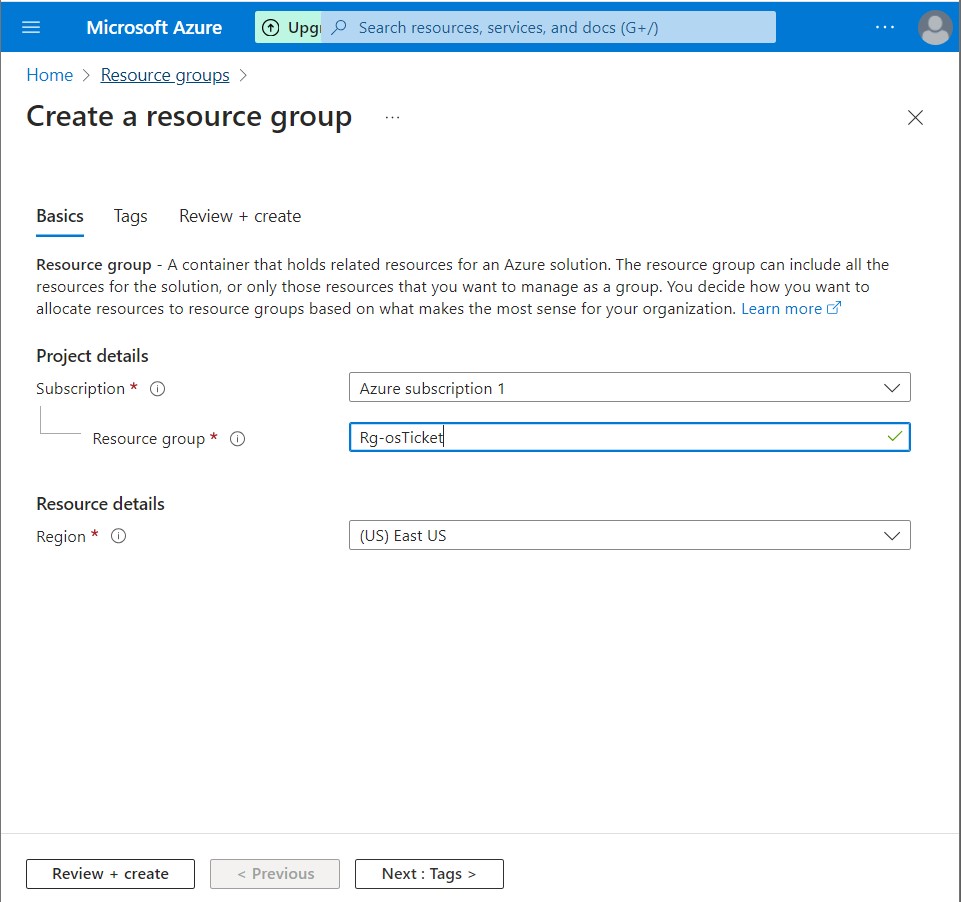 Microsoft Azure
Upgr
Search resources, services, and docs (G+/)
Home > Resource groups >
Create a resource group ...
Basics Tags Review + create
Resource group - A container that holds related resources for an Azure solution. The resource group can include all the
resources for the solution, or only those resources that you want to manage as a group. You decide how you want to
allocate resources to resource groups based on what makes the most sense for your organization. Learn more
Project details
Subscription * Azure subscription 1
Resource group * Rg-osTicket
Resource details
Region * (US) East US
Review + create < Previous Next : Tags >